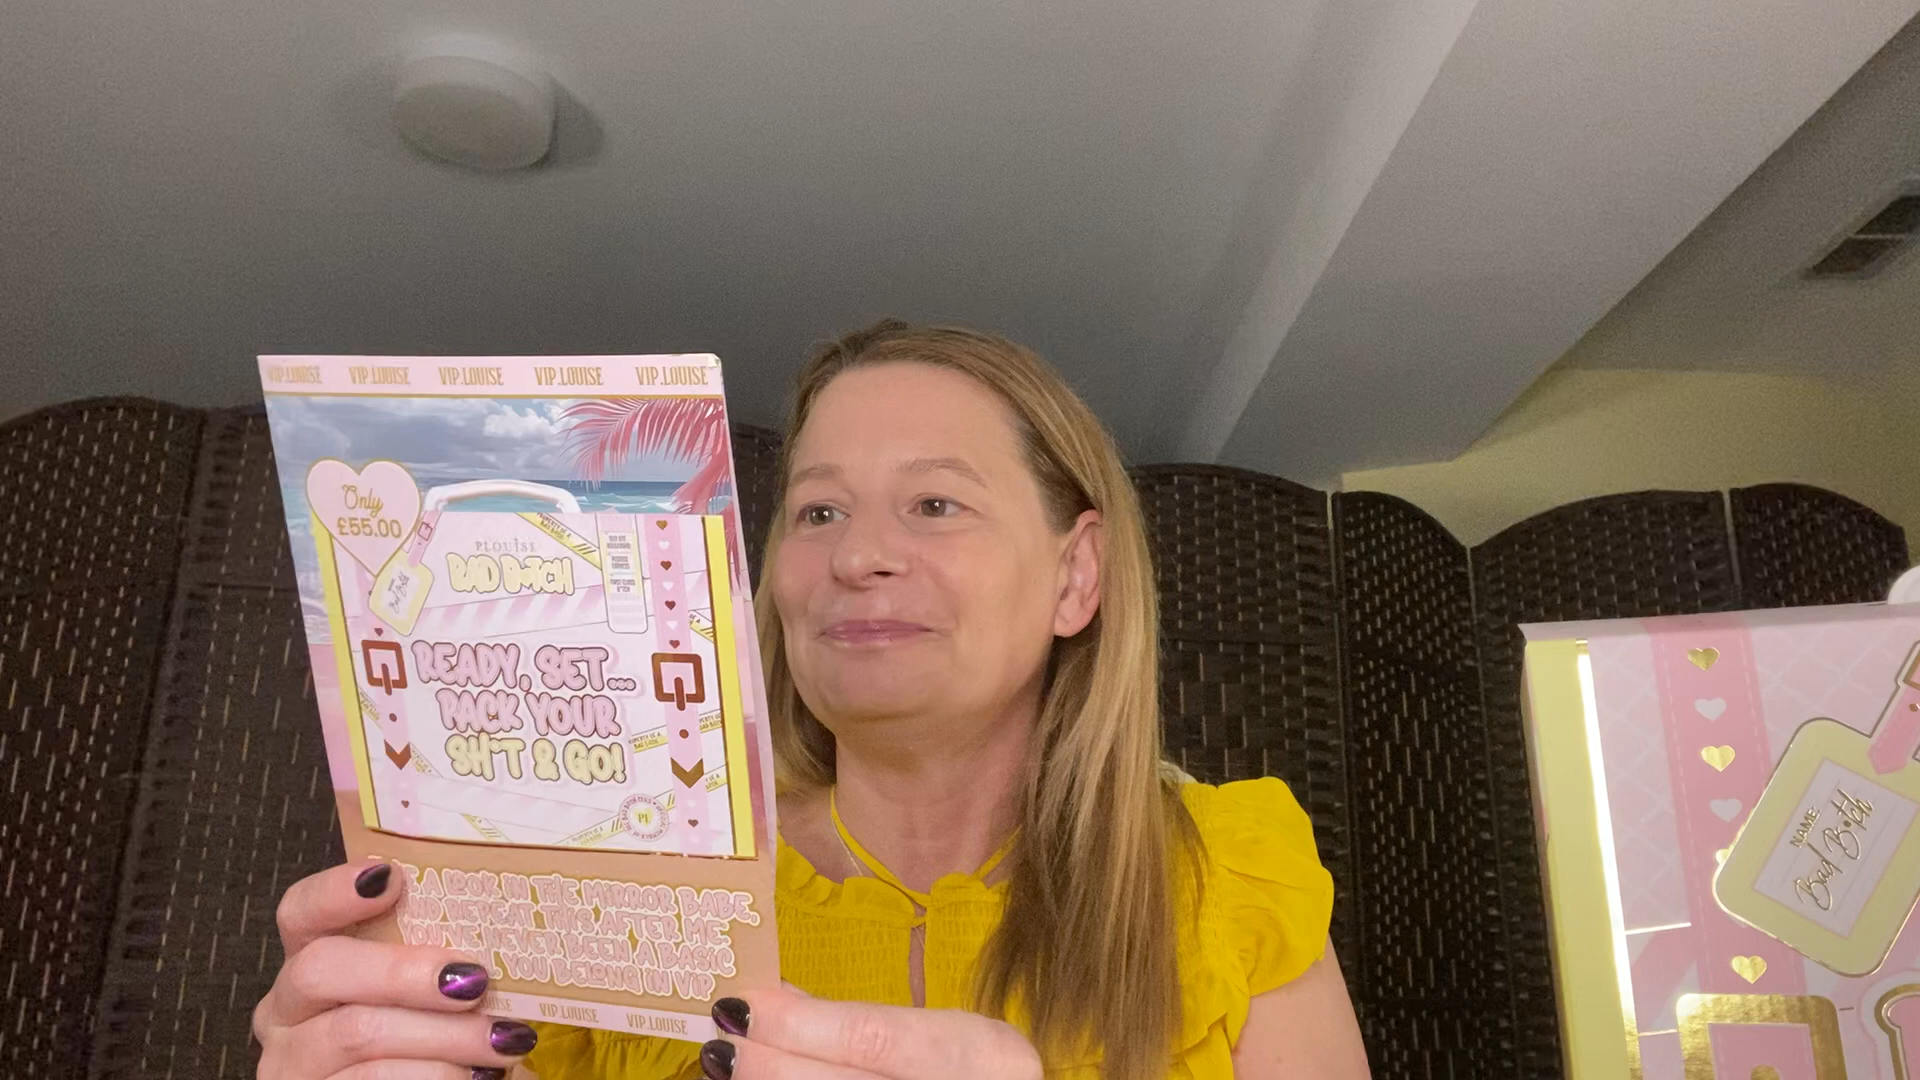 VIP.LOUISE VIP.LOUISE VIP.LOUISE VIP.LOUISE VIP.LOUISE
Only
£55.00
PLOUISE
BAD B*TCH
READY, SET...
PACK YOUR
SH*T & GO!
A LOOK IN THE MIRROR BABE,
AND REPEAT THIS AFTER ME
YOU'VE NEVER BEEN A BASIC
YOU BELONG IN VIP
VIP.LOUISE VIP.LOUISE
NAME
Bad B*tch